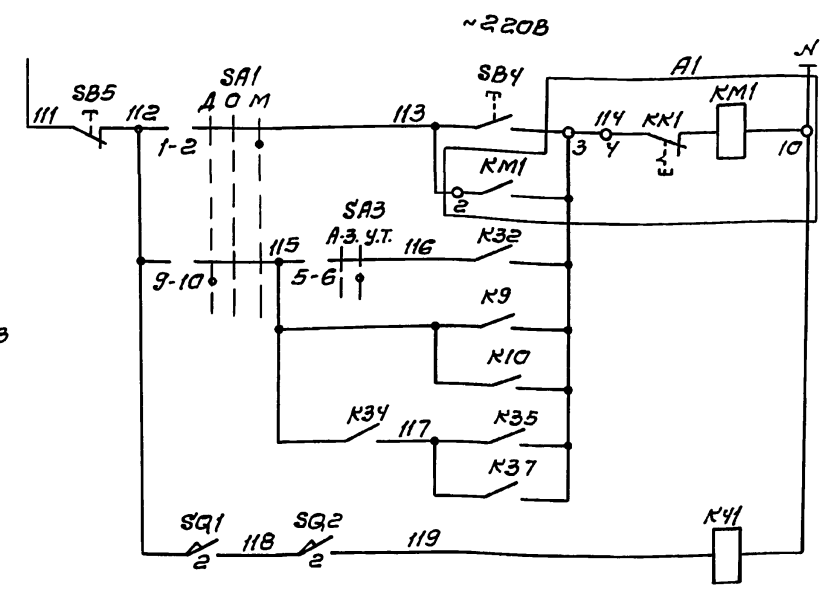 ~220В
N
SB5
SA1
SB4
A1
KM1
111
112
Д О М
113
114
KK1
1-2
3
4
10
KM1
2
SA3
А-З. У.Т.
115
116
K32
9-10
5-6
K9
В
K10
K34
117
K35
K37
SQ1
SQ2
K41
118
119
2
2